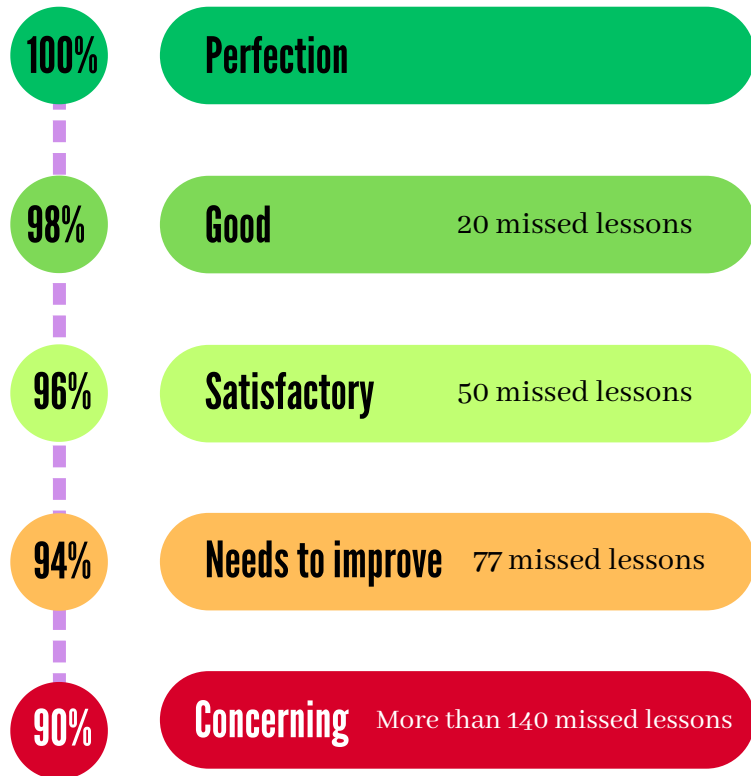 100% Perfection
98% Good 20 missed lessons
96% Satisfactory 50 missed lessons
94% Needs to improve 77 missed lessons
90% Concerning More than 140 missed lessons